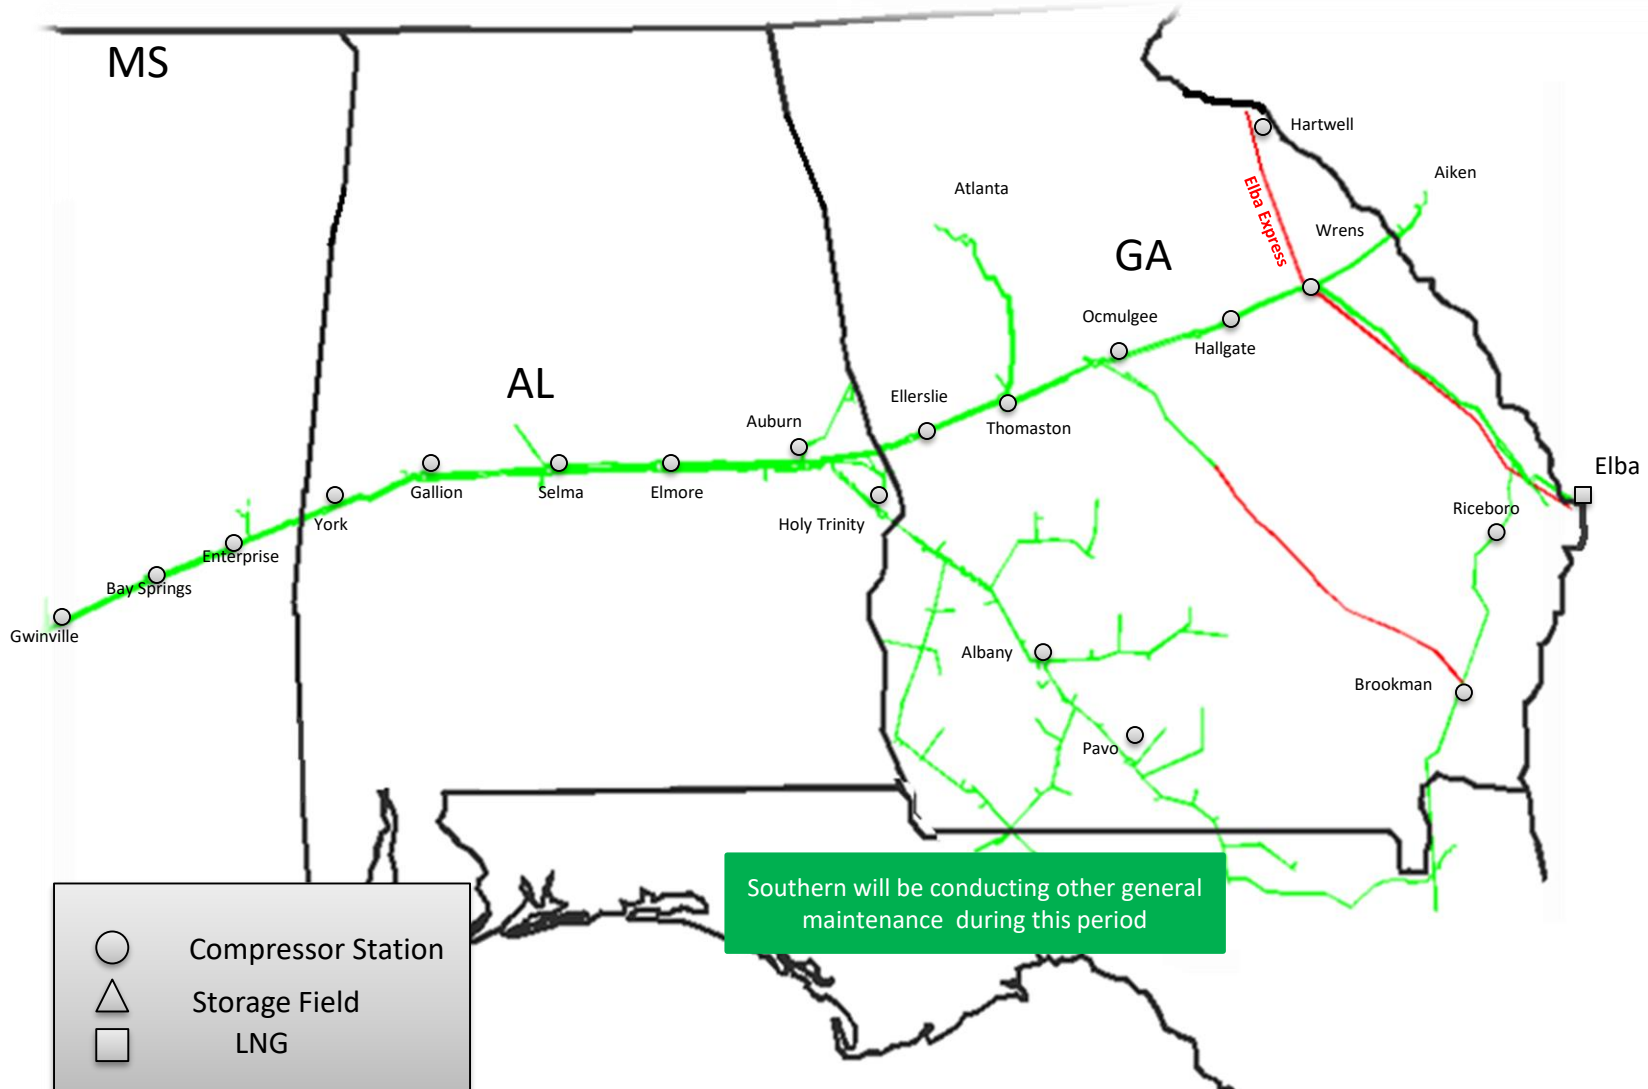 MS
Hartwell
Aiken
Atlanta
Elba Express
Wrens
GA
Ocmulgee
Hallgate
AL
Ellerslie
Auburn
Thomaston
Elba
Gallion
Selma
Elmore
Riceboro
York
Holy Trinity
Enterprise
Bay Springs
Gwinville
Albany
Brookman
Pavo
Southern will be conducting other general
maintenance during this period
Compressor Station
Storage Field
LNG